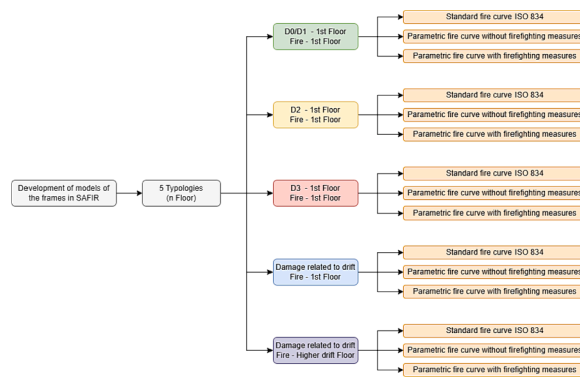 Development of models of
the frames in SAFIR
5 Typologies
(n Floor)
D0/D1 - 1st Floor
Fire - 1st Floor
Standard fire curve ISO 834
Parametric fire curve without firefighting measures
Parametric fire curve with firefighting measures
D2 - 1st Floor
Fire - 1st Floor
Standard fire curve ISO 834
Parametric fire curve without firefighting measures
Parametric fire curve with firefighting measures
D3 - 1st Floor
Fire - 1st Floor
Standard fire curve ISO 834
Parametric fire curve without firefighting measures
Parametric fire curve with firefighting measures
Damage related to drift
Fire - 1st Floor
Standard fire curve ISO 834
Parametric fire curve without firefighting measures
Parametric fire curve with firefighting measures
Damage related to drift
Fire - Higher drift Floor
Standard fire curve ISO 834
Parametric fire curve without firefighting measures
Parametric fire curve with firefighting measures